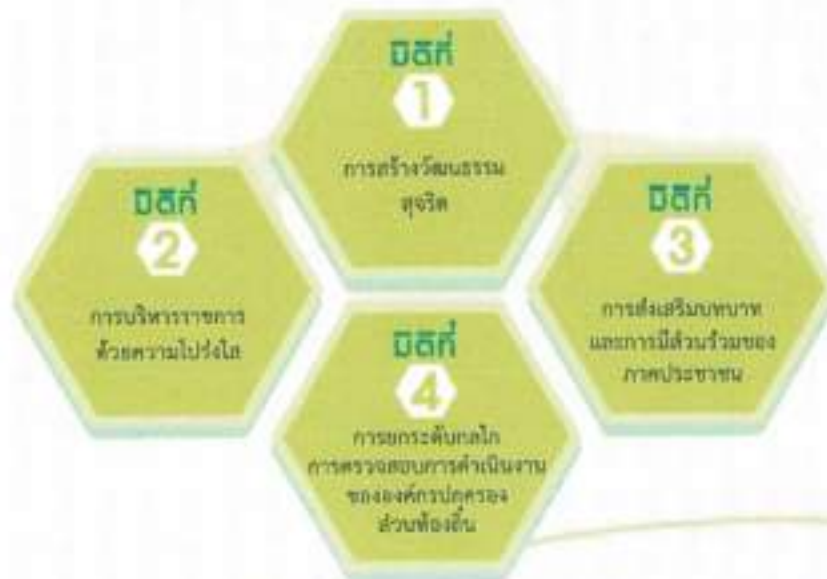 มิติที่
1
การสร้างวัฒนธรรม
สุจริต
มิติที่
2
การบริหารราชการ
ด้วยความโปร่งใส
มิติที่
3
การส่งเสริมบทบาท
และการมีส่วนร่วมของ
ภาคประชาชน
มิติที่
4
การยกระดับกลไก
การตรวจสอบการดำเนินงาน
ขององค์กรปกครอง
ส่วนท้องถิ่น